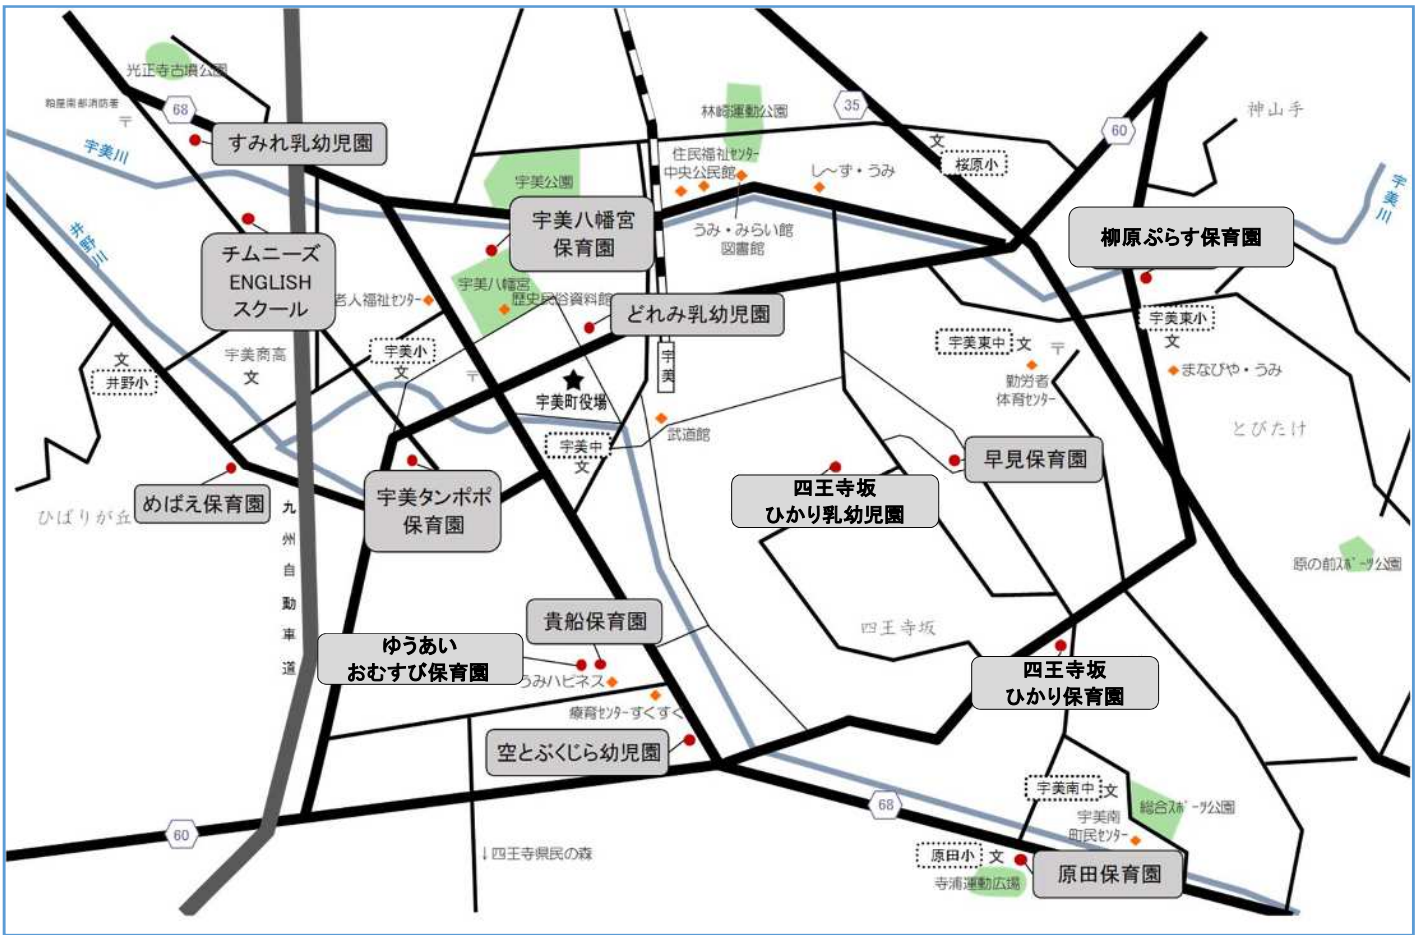 光正寺古墳公園
粕屋南部消防署
〒
68
すみれ乳幼児園
宇美川
井野川
チムニーズ
ENGLISH
スクール
宇美公園
宇美八幡宮
保育園
宇美八幡宮
歴史民俗資料館
老人福祉センター
林崎運動公園
住民福祉センター
中央公民館
うみ・みらい館
図書館
し～ず・うみ
35
文
桜原小
60
神山手
宇美川
柳原ぷらす保育園
宇美東小
文
まなびや・うみ
とびたけ
宇美東中
文
〒
勤労者
体育センター
どれみ乳幼児園
宇美
宇美町役場
〒
宇美小
文
宇美商高
文
文
井野小
ひばりが丘
めばえ保育園
宇美タンポポ
保育園
宇美中
文
武道館
四王寺坂
ひかり乳幼児園
早見保育園
九州自動車道
貴船保育園
ゆうあい
おむすび保育園
うみハピネス
療育センターすくすく
空とぶくじら幼児園
四王寺坂
四王寺坂
ひかり保育園
原の前スポーツ公園
宇美南中
文
総合スポーツ公園
宇美南
町民センター
68
原田小
文
原田保育園
寺浦運動広場
60
↓四王寺県民の森